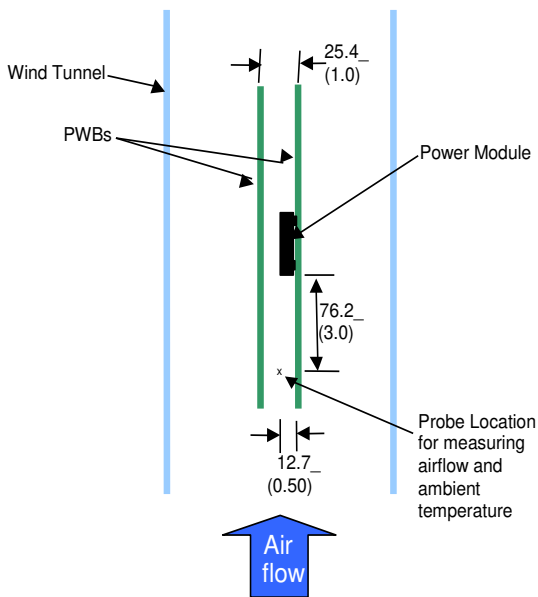 25.4_
(1.0)
Wind Tunnel
PWBs
Power Module
76.2_
(3.0)
x
Probe Location
for measuring
airflow and
ambient
temperature
12.7_
(0.50)
Air
flow